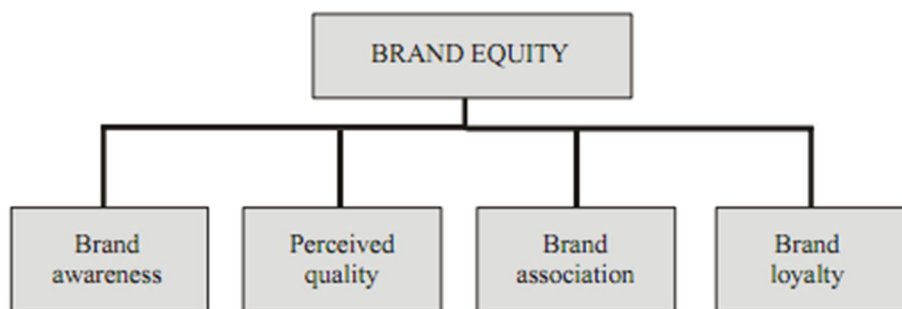 BRAND EQUITY
Brand
awareness
Perceived
quality
Brand
association
Brand
loyalty